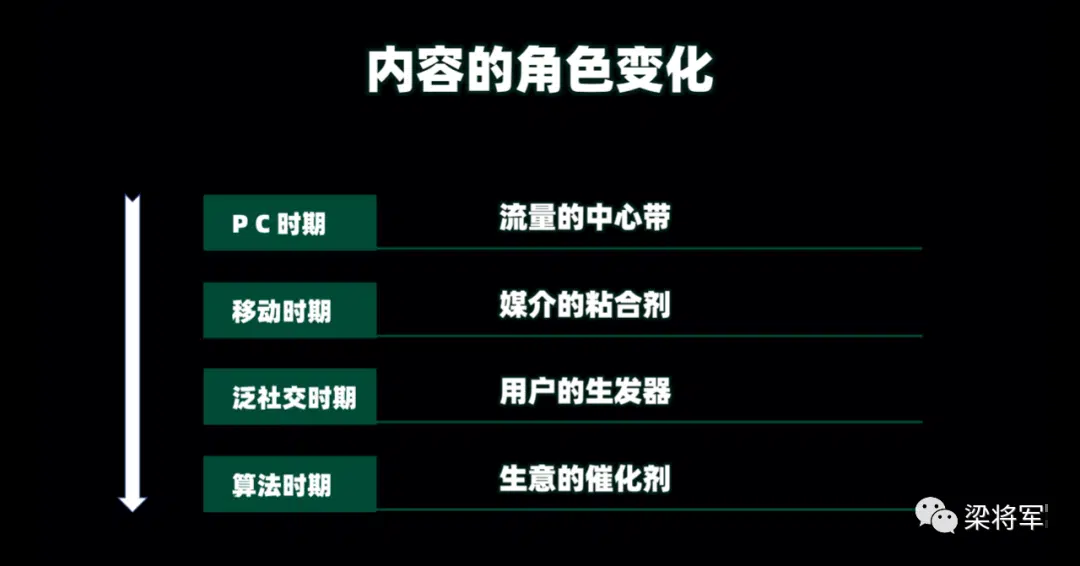 内容的角色变化
PC时期
流量的中心带
移动时期
媒介的粘合剂
泛社交时期
用户的生发器
算法时期
生意的催化剂
梁将军